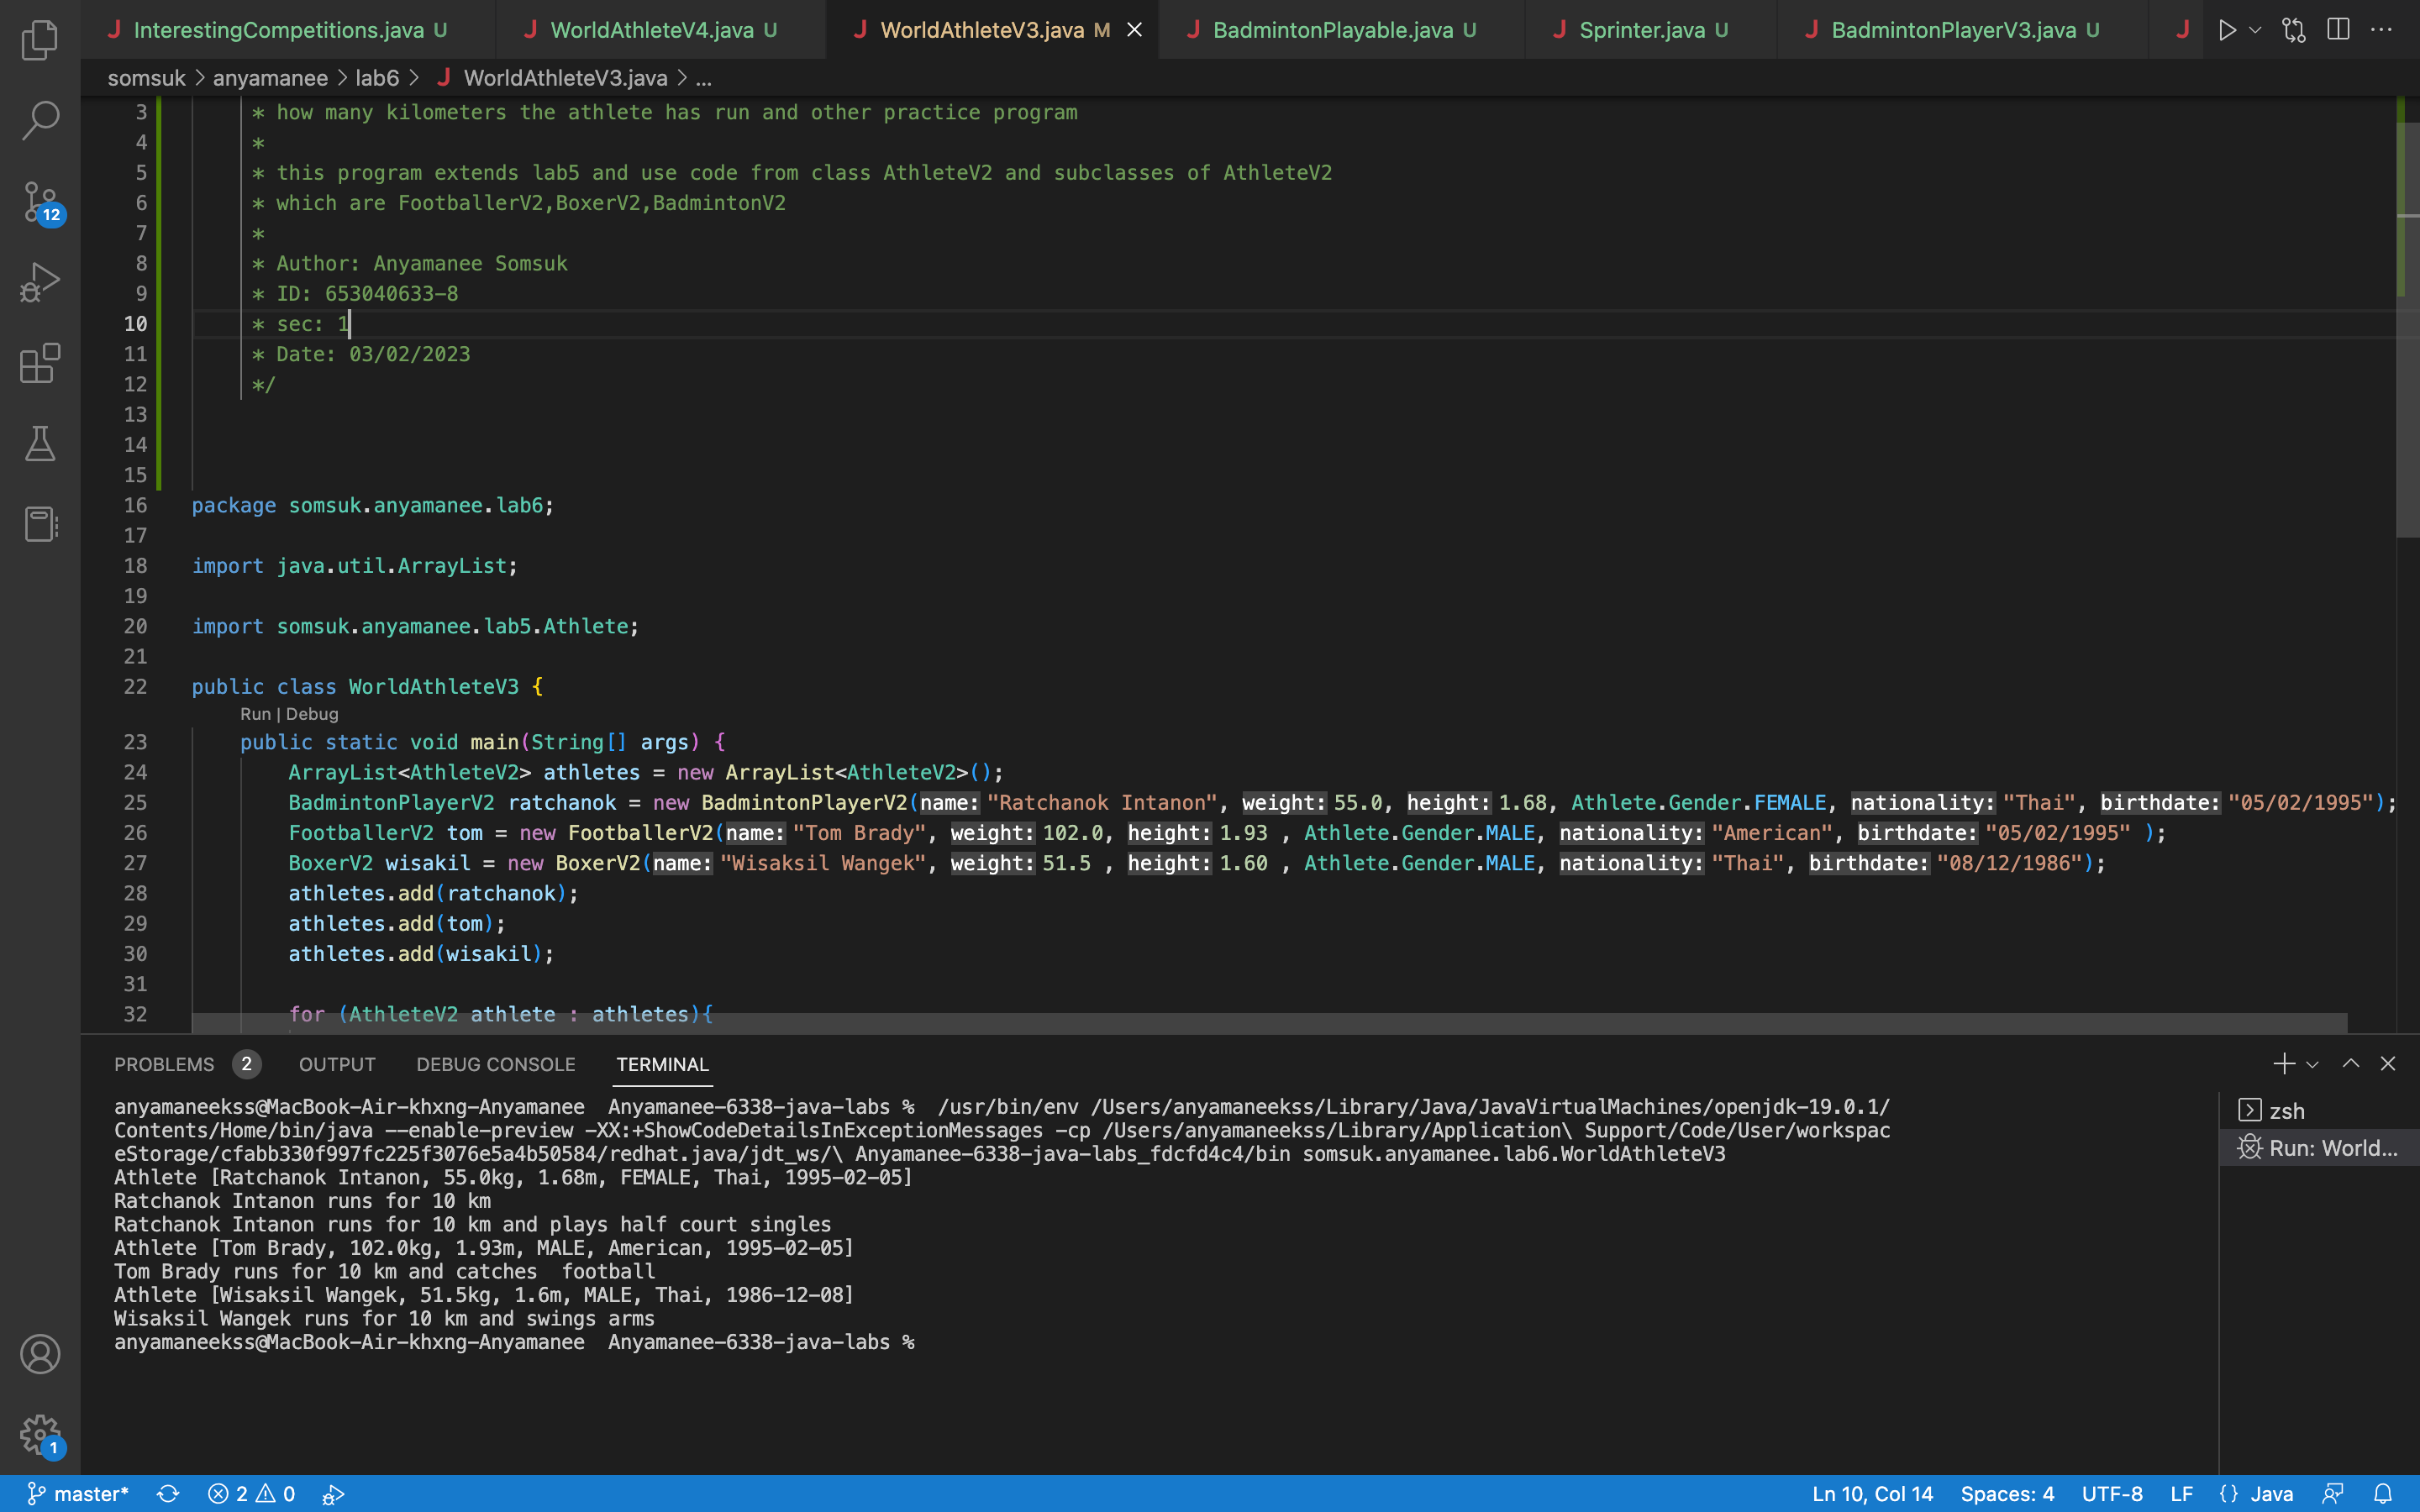 InterestingCompetitions.java U
WorldAthleteV4.java U
WorldAthleteV3.java M
BadmintonPlayable.java U
Sprinter.java U
BadmintonPlayerV3.java U
somsuk > anyamanee > lab6 > J WorldAthleteV3.java > ...
3 * how many kilometers the athlete has run and other practice program
4 *
5 * this program extends lab5 and use code from class AthleteV2 and subclasses of AthleteV2
6 * which are FootballerV2,BoxerV2,BadmintonV2
7 *
8 * Author: Anyamanee Somsuk
9 * ID: 653040633-8
10 * sec: 1
11 * Date: 03/02/2023
12 */
13
14
15
16 package somsuk.anyamanee.lab6;
17
18 import java.util.ArrayList;
19
20 import somsuk.anyamanee.lab5.Athlete;
21
22 public class WorldAthleteV3 {
Run | Debug
23 public static void main(String[] args) {
24 ArrayList<AthleteV2> athletes = new ArrayList<AthleteV2>();
25 BadmintonPlayerV2 ratchanok = new BadmintonPlayerV2(name: "Ratchanok Intanon", weight: 55.0, height: 1.68, Athlete.Gender.FEMALE, nationality: "Thai", birthdate: "05/02/1995");
26 FootballerV2 tom = new FootballerV2(name: "Tom Brady", weight: 102.0, height: 1.93 , Athlete.Gender.MALE, nationality: "American", birthdate: "05/02/1995" );
27 BoxerV2 wisakil = new BoxerV2(name: "Wisaksil Wangek", weight: 51.5 , height: 1.60 , Athlete.Gender.MALE, nationality: "Thai", birthdate: "08/12/1986");
28 athletes.add(ratchanok);
29 athletes.add(tom);
30 athletes.add(wisakil);
31
32 for (AthleteV2 athlete : athletes){
PROBLEMS 2 OUTPUT DEBUG CONSOLE TERMINAL
anyamaneekss@MacBook-Air-khxng-Anyamanee  Anyamanee-6338-java-labs %  /usr/bin/env /Users/anyamaneekss/Library/Java/JavaVirtualMachines/openjdk-19.0.1/
Contents/Home/bin/java --enable-preview -XX:+ShowCodeDetailsInExceptionMessages -cp /Users/anyamaneekss/Library/Application\ Support/Code/User/workspac
eStorage/cfabb330f997fc225f3076e5a4b50584/redhat.java/jdt_ws/\ Anyamanee-6338-java-labs_fdcfd4c4/bin somsuk.anyamanee.lab6.WorldAthleteV3
Athlete [Ratchanok Intanon, 55.0kg, 1.68m, FEMALE, Thai, 1995-02-05]
Ratchanok Intanon runs for 10 km
Ratchanok Intanon runs for 10 km and plays half court singles
Athlete [Tom Brady, 102.0kg, 1.93m, MALE, American, 1995-02-05]
Tom Brady runs for 10 km and catches  football
Athlete [Wisaksil Wangek, 51.5kg, 1.6m, MALE, Thai, 1986-12-08]
Wisaksil Wangek runs for 10 km and swings arms
anyamaneekss@MacBook-Air-khxng-Anyamanee  Anyamanee-6338-java-labs %
zsh
Run: World...
12
1
master* 2 0 Ln 10, Col 14 Spaces: 4 UTF-8 LF {} Java